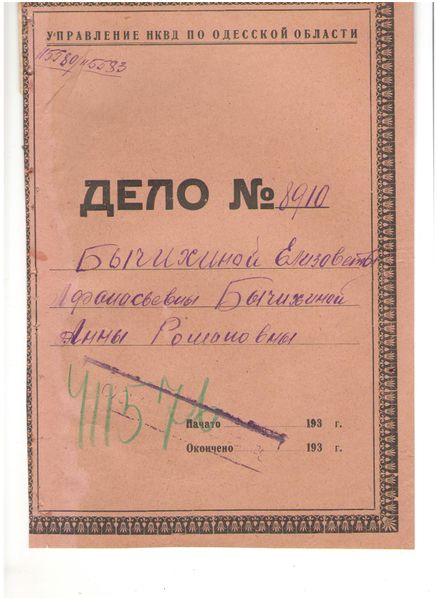 УПРАВЛЕНИЕ НКВД ПО ОДЕССКОЙ ОБЛАСТИ
ДЕЛО № 8910
Бычихиной Елизаветы
Афанасьевны Бычихиной
Анны Романовны
Начато 193 г.
Окончено 193 г.